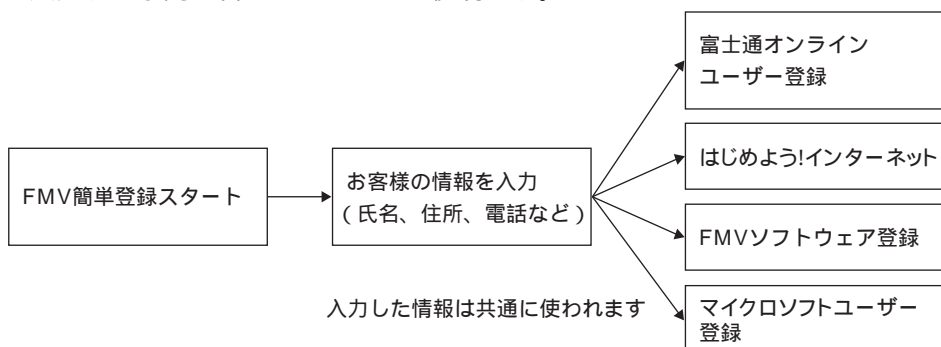 FMV簡単登録スタート
お客様の情報を入力
(氏名、住所、電話など)
富士通オンライン
ユーザー登録
はじめよう!インターネット
FMVソフトウェア登録
マイクロソフトユーザー
登録
入力した情報は共通に使われます